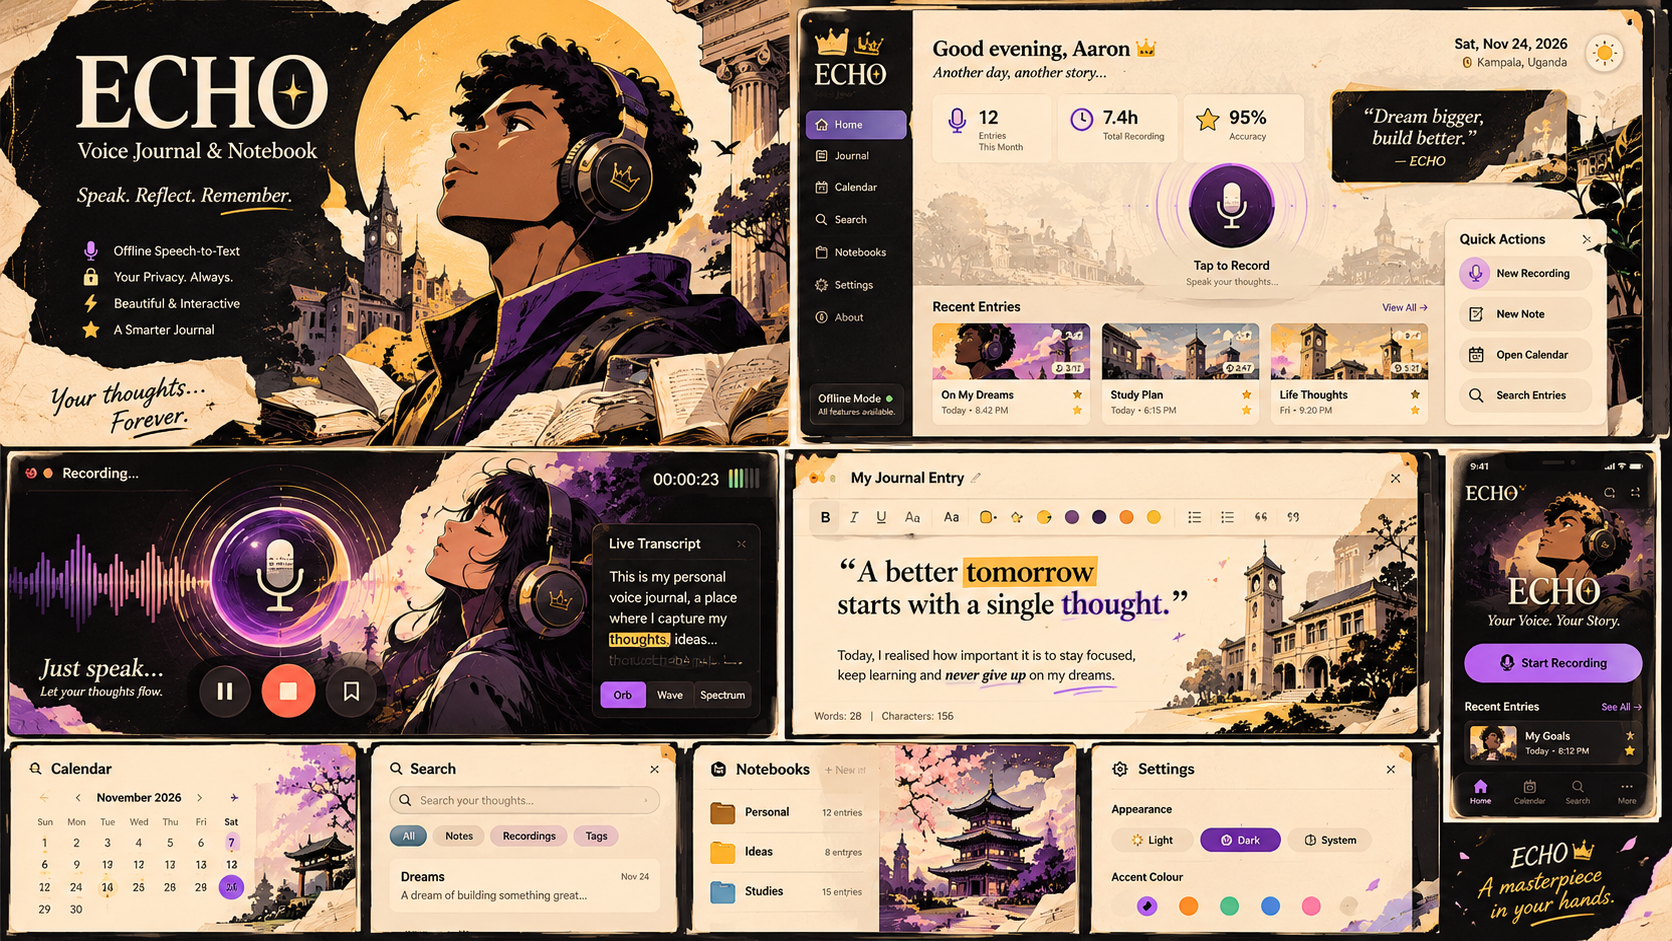 ECHO
Voice Journal & Notebook
Speak. Reflect. Remember.
Offline Speech-to-Text
Your Privacy. Always.
Beautiful & Interactive
A Smarter Journal
Your thoughts...
Forever.
ECHO
Home
Journal
Calendar
Search
Notebooks
Settings
About
Offline Mode
All features available.
Good evening, Aaron
Another day, another story...
Sat, Nov 24, 2026
Kampala, Uganda
12
Entries
This Month
7.4h
Total Recording
95%
Accuracy
“Dream bigger,
build better.”
— ECHO
Tap to Record
Speak your thoughts...
Quick Actions
New Recording
New Note
Open Calendar
Search Entries
Recent Entries
View All →
On My Dreams
Today • 8.42 PM
2:47
Study Plan
Today • 6:15 PM
5:21
Life Thoughts
Fri • 9.20 PM
Recording...
00:00:23
Just speak...
Let your thoughts flow.
Live Transcript
This is my personal
voice journal, a place
where I capture my
thoughts, ideas...
Orb Wave Spectrum
My Journal Entry
B I U Aa Aa
“A better tomorrow
starts with a single thought.”
Today, I realised how important it is to stay focused,
keep learning and never give up on my dreams.
Words: 28 | Characters: 156
9:41
ECHO
ECHO
Your Voice. Your Story.
Start Recording
Recent Entries
See All →
My Goals
Today • 8:12 PM
Home Calendar Search More
Calendar
November 2026
Sun Mon Tue Wed Thu Fri Sat
1 2 3 4 5 6 7
6 9 13 12 13 13
12 24 14 28 29
29 30
Search
Search your thoughts...
All Notes Recordings Tags
Dreams
Nov 24
A dream of building something great...
Notebooks
+ New
Personal
12 entries
Ideas
8 entries
Studies
15 entries
Settings
Appearance
Light Dark System
Accent Colour
ECHO
A masterpiece
in your hands.